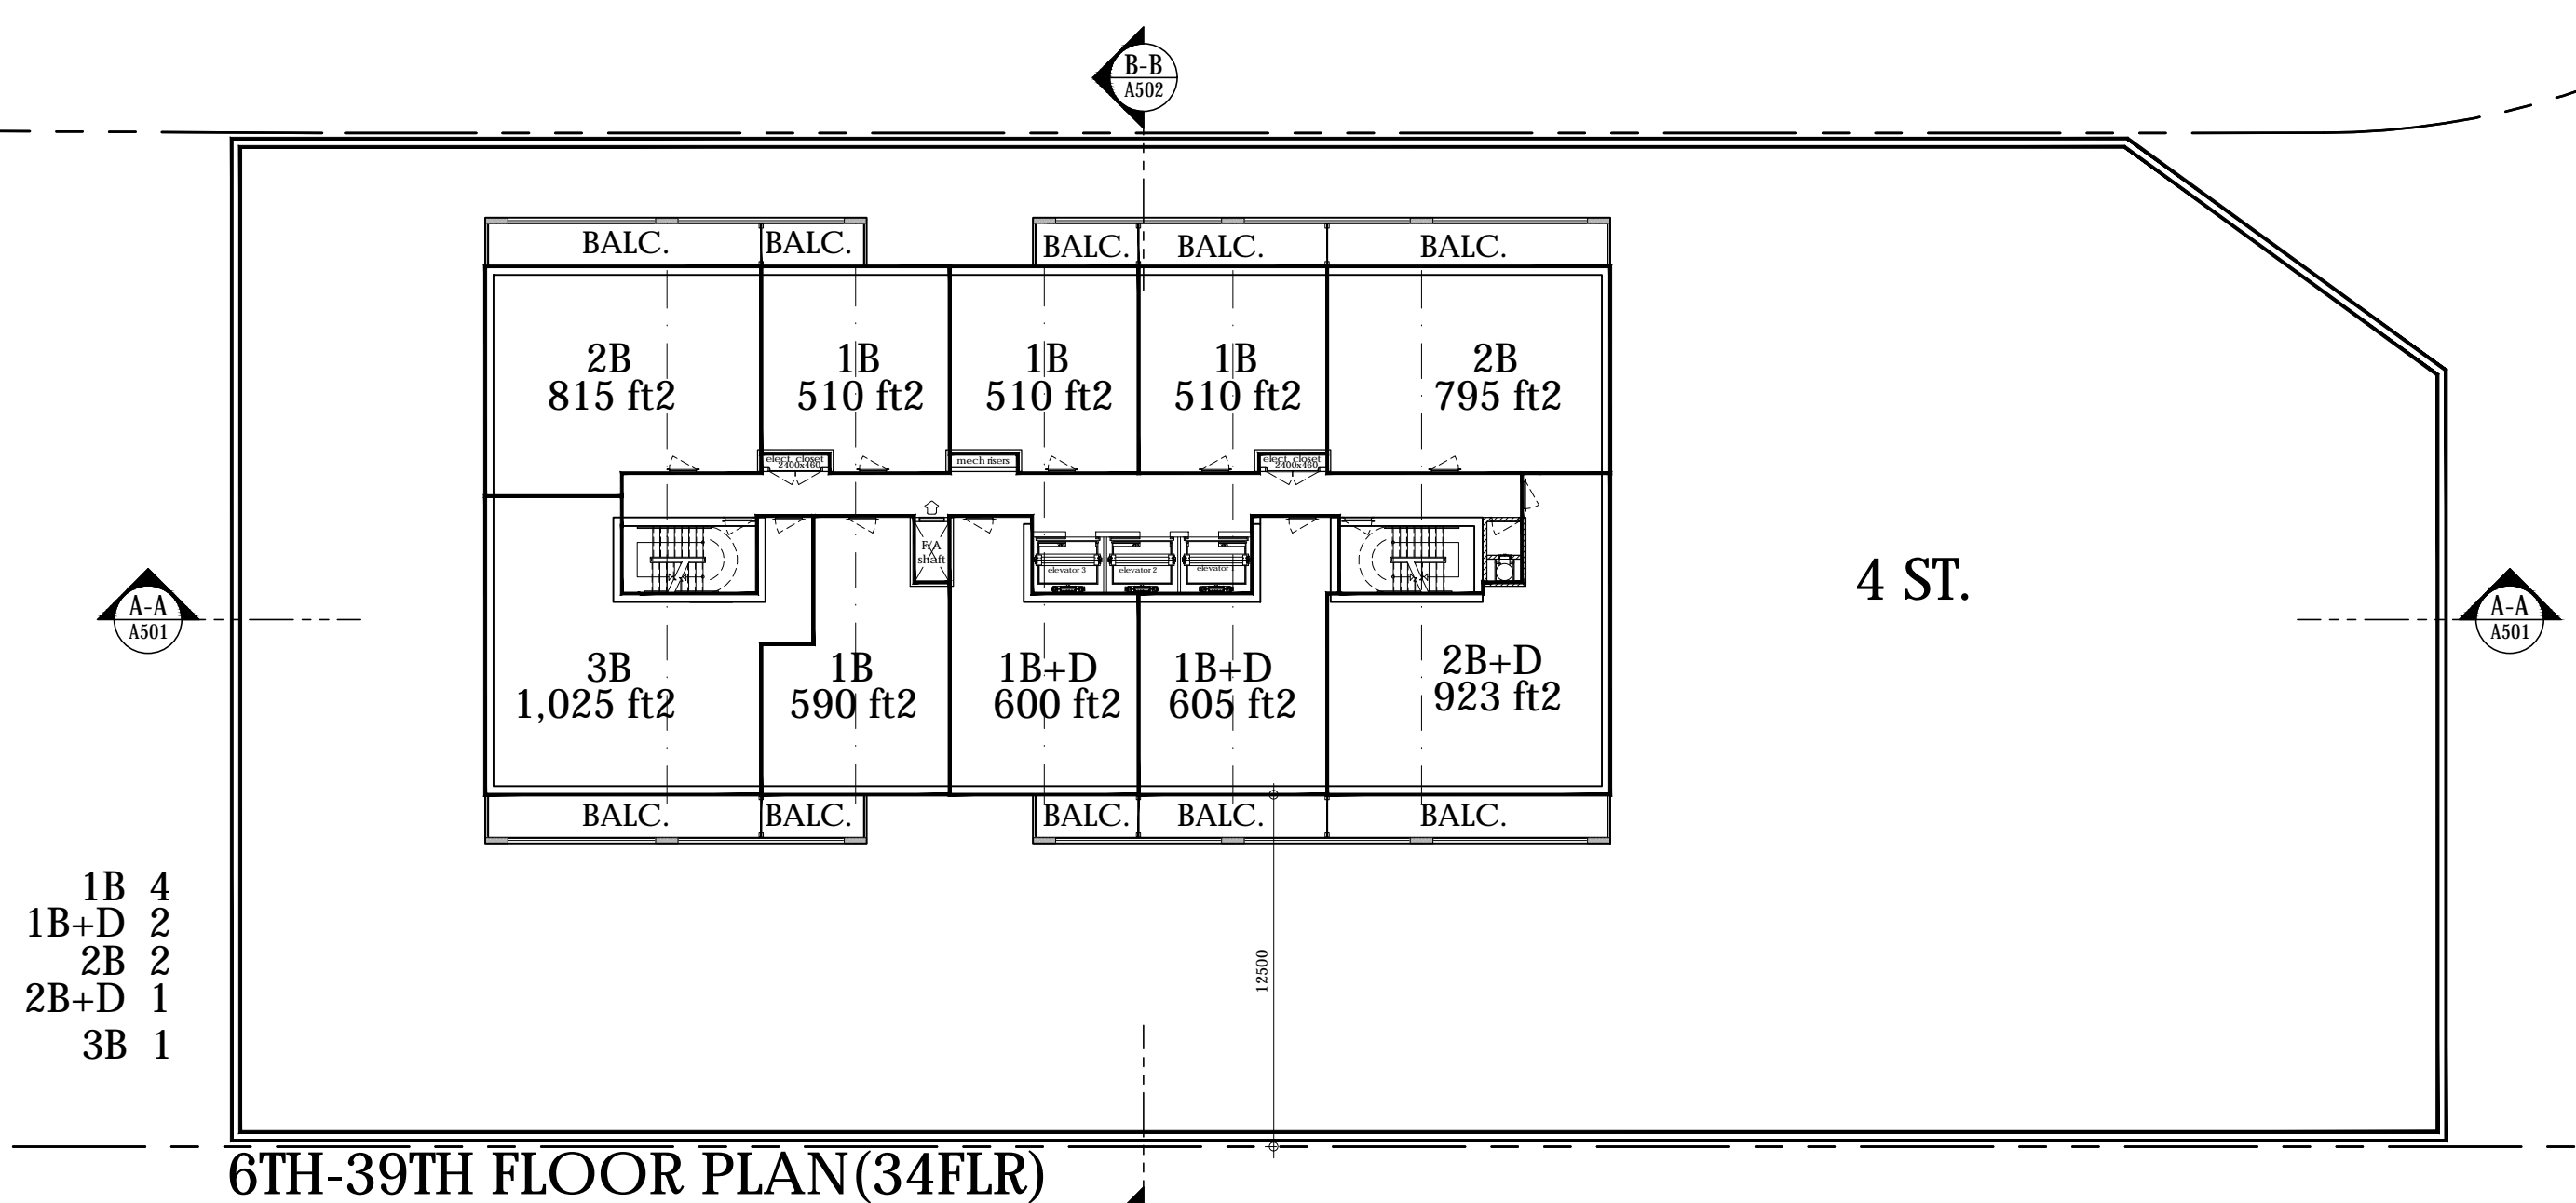 B-B
A502
BALC.
BALC.
BALC.
BALC.
BALC.
2B
815 ft2
1B
510 ft2
1B
510 ft2
1B
510 ft2
2B
795 ft2
elect. closet
2400x460
mech risers
elect. closet
2400x460
F/A
shaft
elevator 3
elevator 2
elevator 1
4 ST.
A-A
A501
A-A
A501
3B
1,025 ft2
1B
590 ft2
1B+D
600 ft2
1B+D
605 ft2
2B+D
923 ft2
BALC.
BALC.
BALC.
BALC.
BALC.
12500
1B 4
1B+D 2
2B 2
2B+D 1
3B 1
6TH-39TH FLOOR PLAN(34FLR)